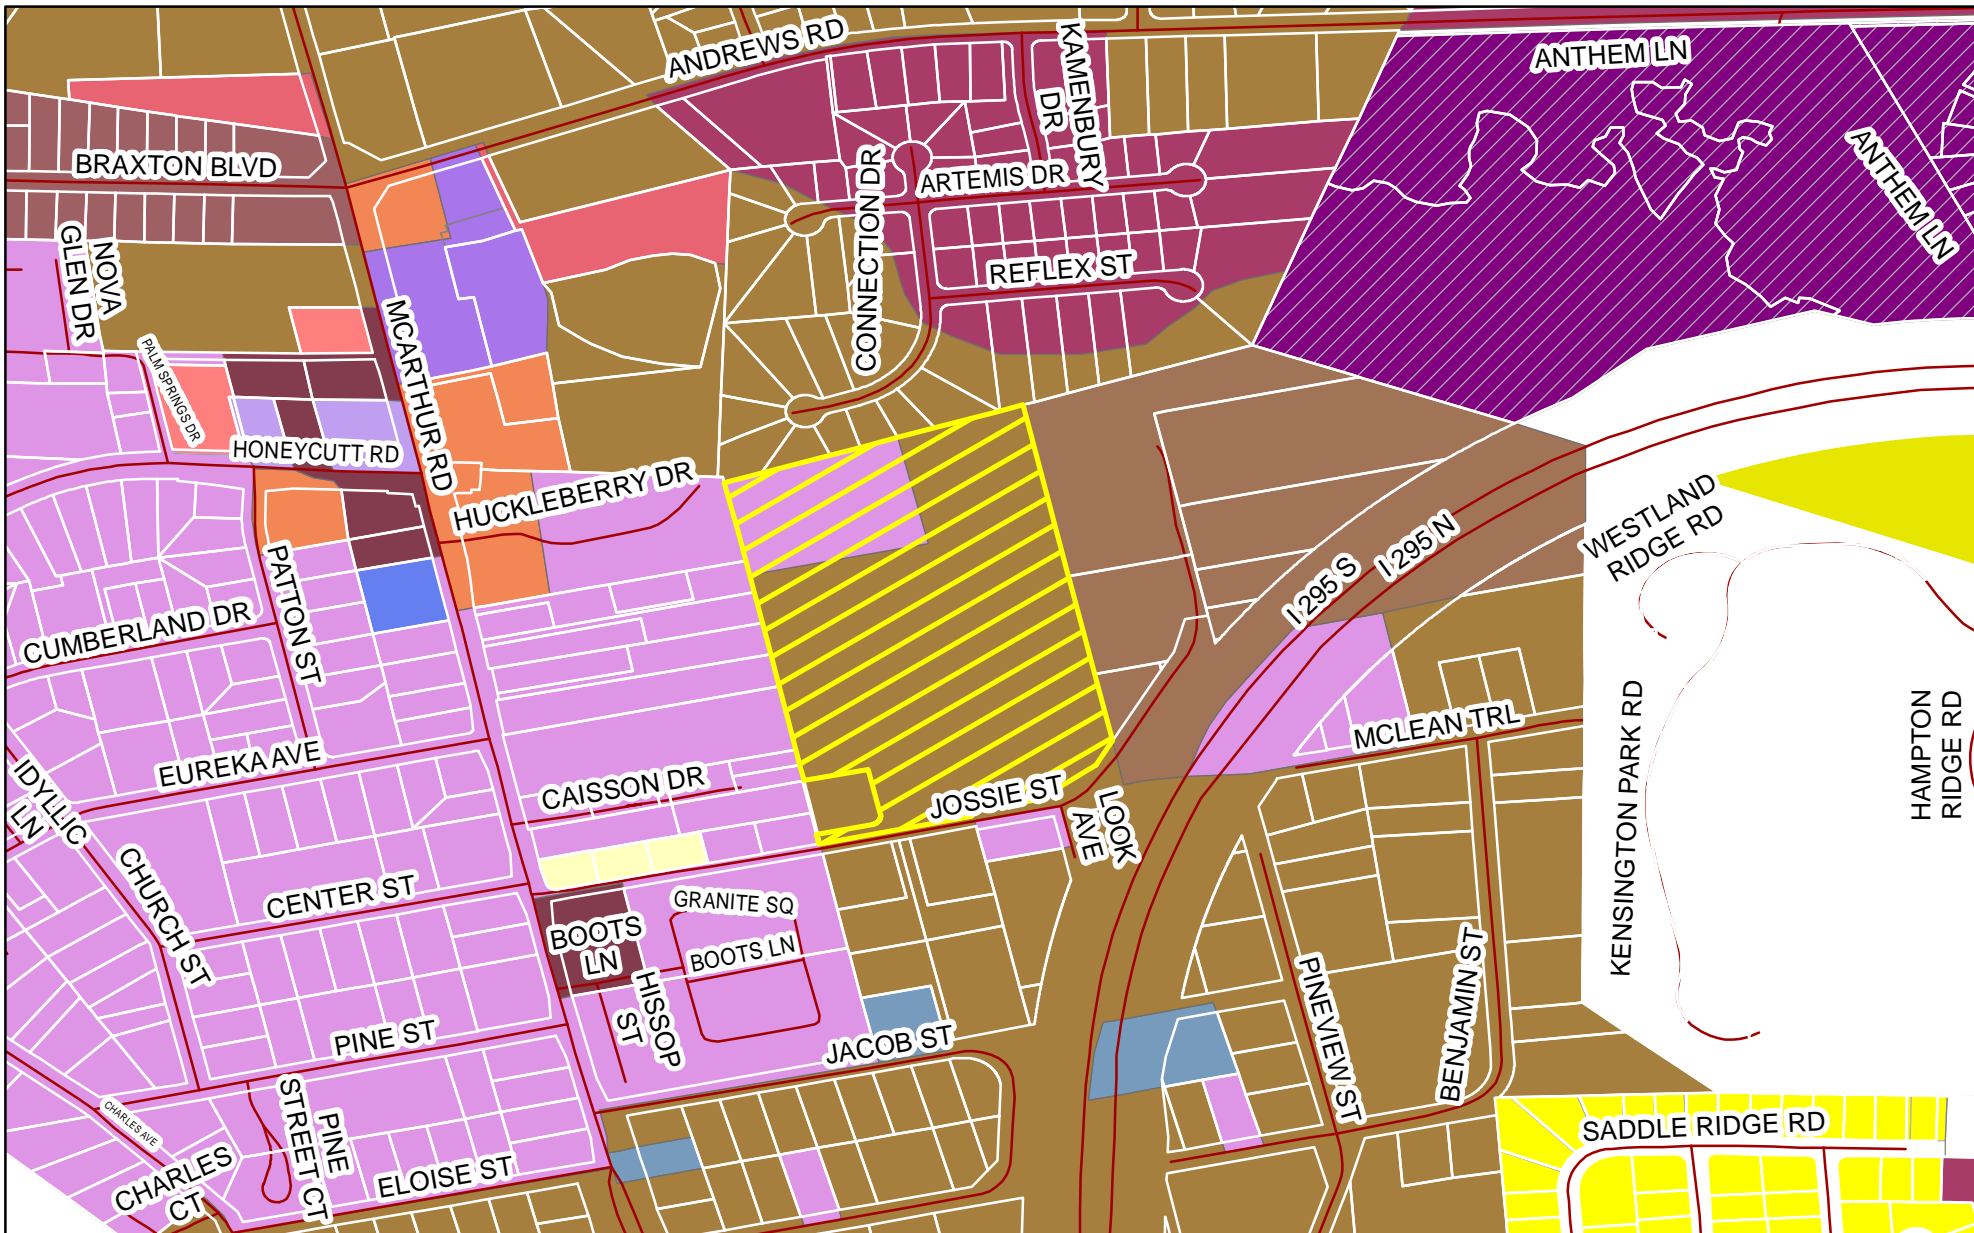 ANDREWS RD
KAMENBURY
DR
ANTHEM LN
ANTHEM LN
BRAXTON BLVD
ARTEMIS DR
CONNECTION DR
REFLEX ST
NOVA
GLEN DR
PALM SPRINGS DR
MCARTHUR RD
HONEYCUTT RD
HUCKLEBERRY DR
WESTLAND
RIDGE RD
I 295 N
I 295 S
PATTON ST
CUMBERLAND DR
KENSINGTON PARK RD
HAMPTON
RIDGE RD
MCLEAN TRL
EUREKA AVE
IDYLLIC
LN
CAISSON DR
JOSSIE ST
LOOK
AVE
CHURCH ST
CENTER ST
GRANITE SQ
BOOTS
LN
BOOTS LN
HISSOP
ST
PINEVIEW ST
BENJAMIN ST
PINE ST
JACOB ST
CHARLES AVE
PINE
STREET CT
SADDLE RIDGE RD
CHARLES
CT
ELOISE ST